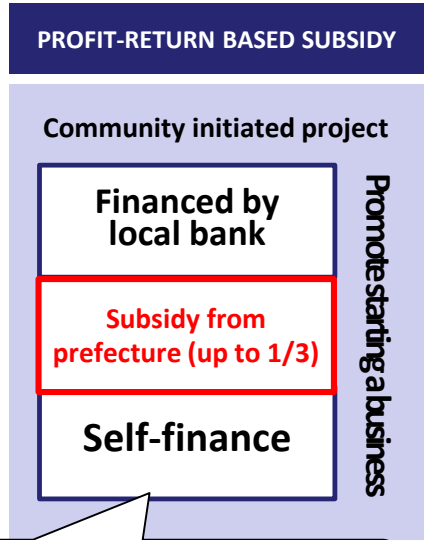 PROFIT-RETURN BASED SUBSIDY
Community initiated project
Financed by
local bank
Subsidy from
prefecture (up to 1/3)
Self-finance
Promote starting a business